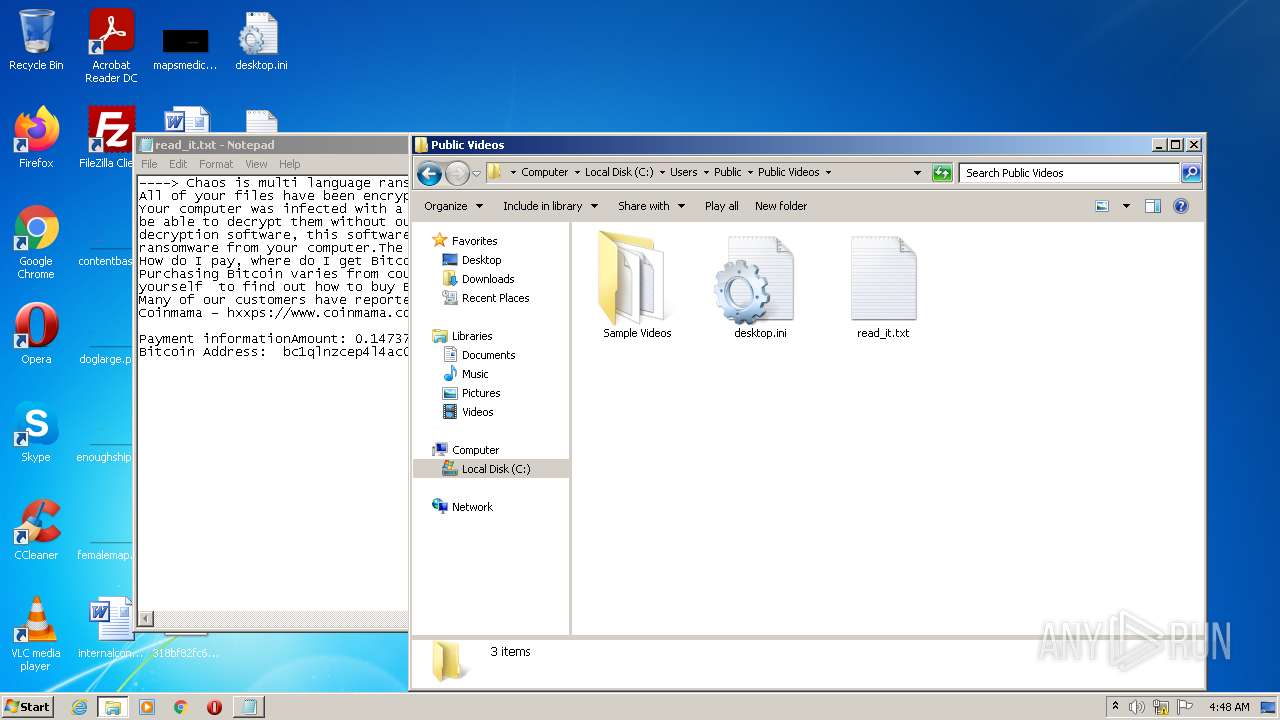 Recycle Bin
Acrobat
Reader DC
mapsmedic...
desktop.ini
Firefox
FileZilla Clie
Google
Chrome
contentbas
Opera
doglarge.p
Skype
enoughship
CCleaner
femalemap.
VLC media
player
internalcon...
318bf82fc6...
read_it.txt - Notepad
File Edit Format View Help
----> Chaos is multi language rans
All of your files have been encryp
Your computer was infected with a
be able to decrypt them without o
decryption software, this software
ransomware from your computer.The
How do I pay, where do I get Bitco
Purchasing Bitcoin varies from cou
yourself  to find out how to buy B
Many of our customers have reporte
Coinmama - hxxps://www.coinmama.co
Payment informationAmount: 0.14737
Bitcoin Address:  bc1qlnzcep4l4ac0
Public Videos
Computer Local Disk (C:) Users Public Public Videos
Search Public Videos
Organize Include in library Share with Play all New folder
Favorites
Desktop
Downloads
Recent Places
Libraries
Documents
Music
Pictures
Videos
Computer
Local Disk (C:)
Network
Sample Videos
desktop.ini
read_it.txt
3 items
ANY RUN
Start
4:48 AM